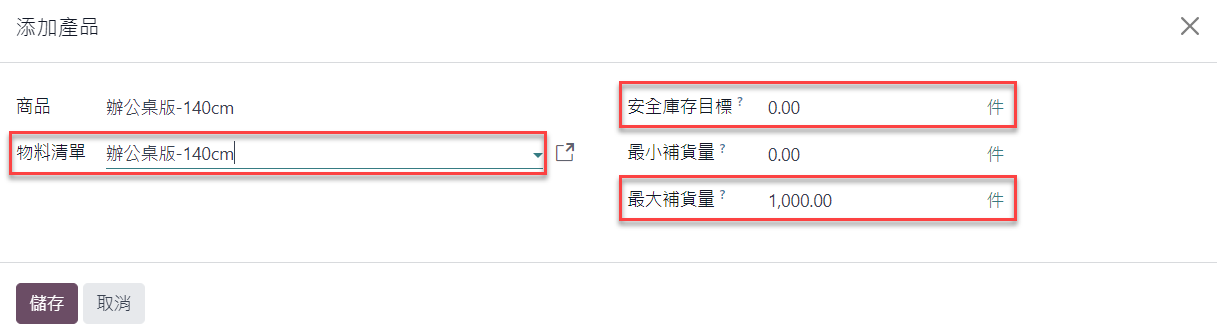 添加產品
商品 辦公桌版-140cm
物料清單 辦公桌版-140cm
安全庫存目標 ? 0.00 件
最小補貨量 ? 0.00 件
最大補貨量 ? 1,000.00 件
儲存 取消